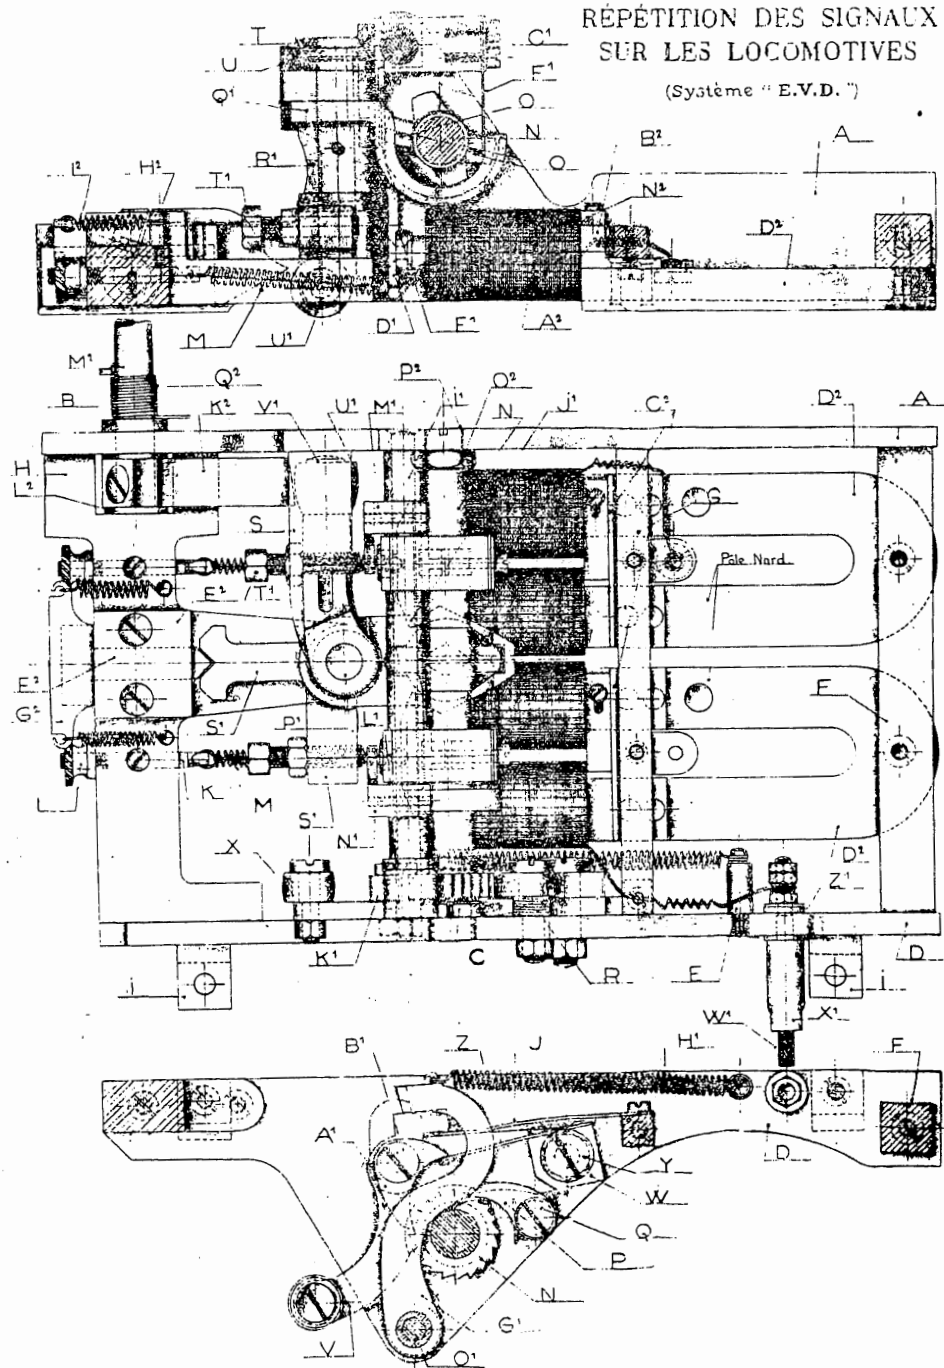 RÉPÉTITION DES SIGNAUX
SUR LES LOCOMOTIVES
(Système " E.V.D. ")
T
C¹
U
F¹
Q¹
O
N
B¹
O
B²
A
L²
H²
T¹
N²
D²
M
U¹
D¹
E¹
A²
M¹
Q²
P²
O²
B
K²
V¹
U¹
M¹
L¹
N
J¹
C²
D²
A
H
L²
S
G
E²
T¹
Pôle Nord
E²
F
G²
S¹
P¹
L¹
L
K
M
N¹
X
S¹
D²
Z¹
K¹
C
R
E
D
i
i
X¹
W¹
B¹
Z
J
H¹
F
A¹
Y
D
W
Q
P
N
V
G¹
O¹